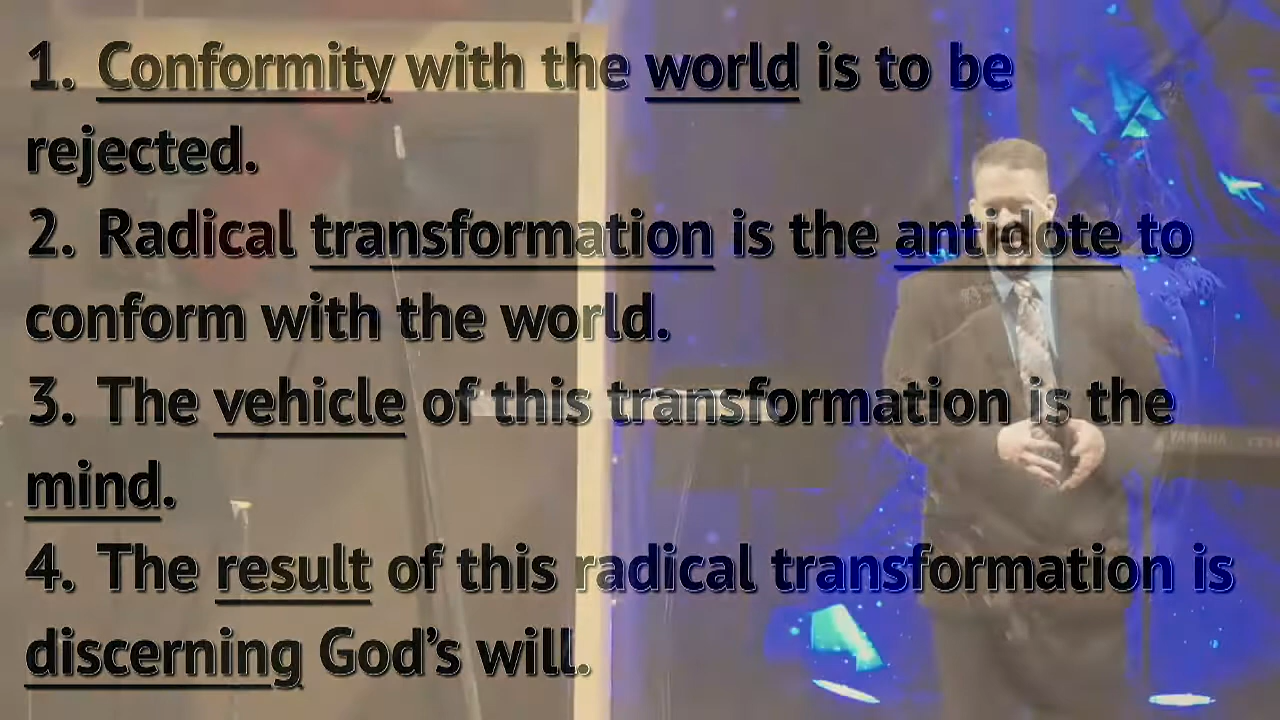 1. Conformity with the world is to be
rejected.
2. Radical transformation is the antidote to
conform with the world.
3. The vehicle of this transformation is the
mind.
4. The result of this radical transformation is
discerning God’s will.
YAMAHA